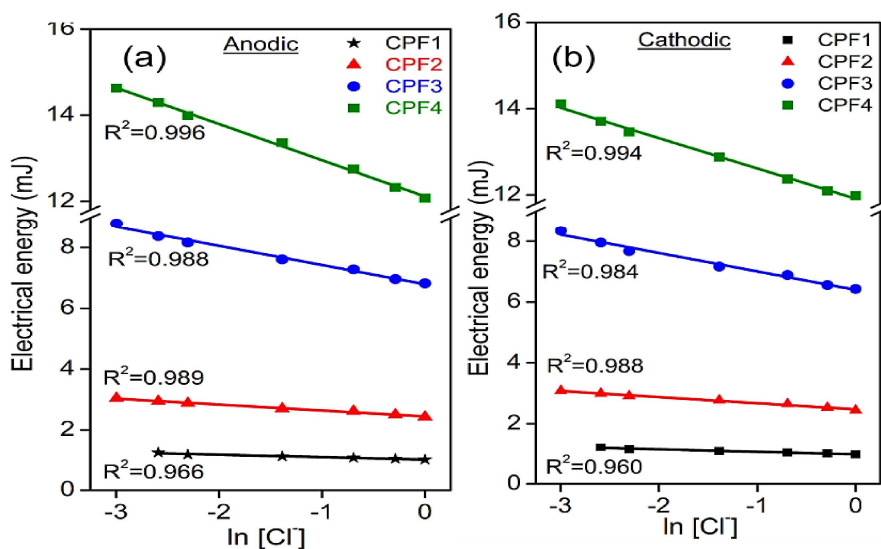 (a)
Anodic
CPF1
CPF2
CPF3
CPF4
R²=0.996
R²=0.988
R²=0.989
R²=0.966
16
14
12
8
6
4
2
0
Electrical energy (mJ)
-3
-2
-1
0
ln [Cl⁻]
(b)
Cathodic
CPF1
CPF2
CPF3
CPF4
R²=0.994
R²=0.984
R²=0.988
R²=0.960
16
14
12
8
6
4
2
0
Electrical energy (mJ)
-3
-2
-1
0
ln [Cl⁻]